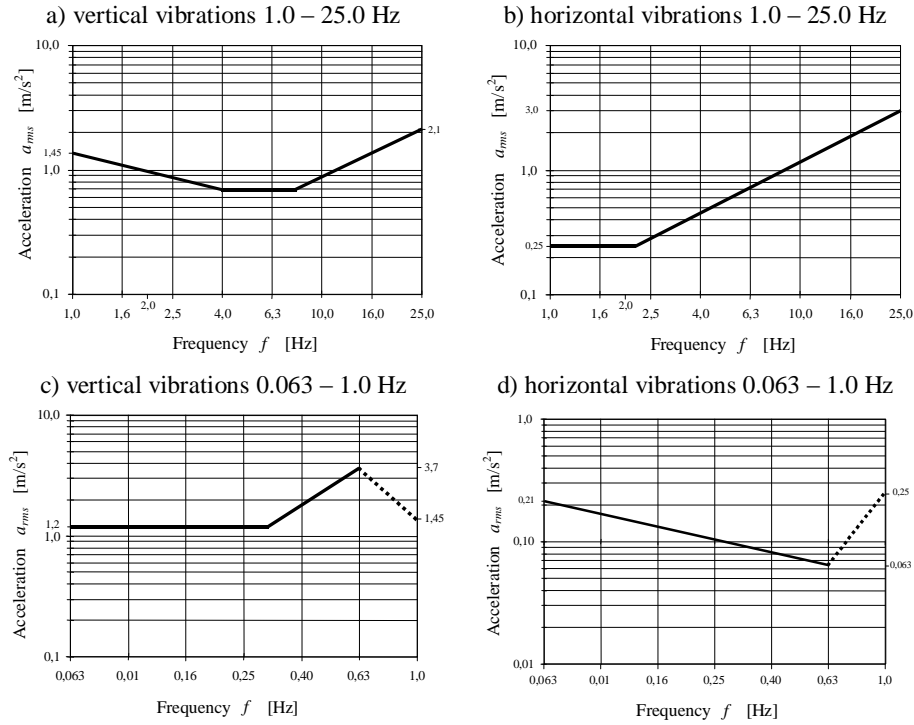 a) vertical vibrations 1.0 – 25.0 Hz
10,0
1,45
1.0
0,1
2,1
Acceleration a_rms [m/s²]
1,0 1,6 2,0 2,5 4,0 6,3 10,0 16,0 25,0
Frequency f [Hz]
b) horizontal vibrations 1.0 – 25.0 Hz
10,0
3,0
1,0
0,25
0,1
Acceleration a_rms [m/s²]
1,0 1,6 2,0 2,5 4,0 6,3 10,0 16,0 25,0
Frequency f [Hz]
c) vertical vibrations 0.063 – 1.0 Hz
10,0
1,2
1,0
0,1
3,7
1,45
Acceleration a_rms [m/s²]
0,063 0,01 0,16 0,25 0,63 1,0
Frequency f [Hz]
d) horizontal vibrations 0.063 – 1.0 Hz
1,0
0,21
0,10
0,01
0,25
0,063
Acceleration a_rms [m/s²]
0,063 0,01 0,16 0,25 0,63 1,0
Frequency f [Hz]